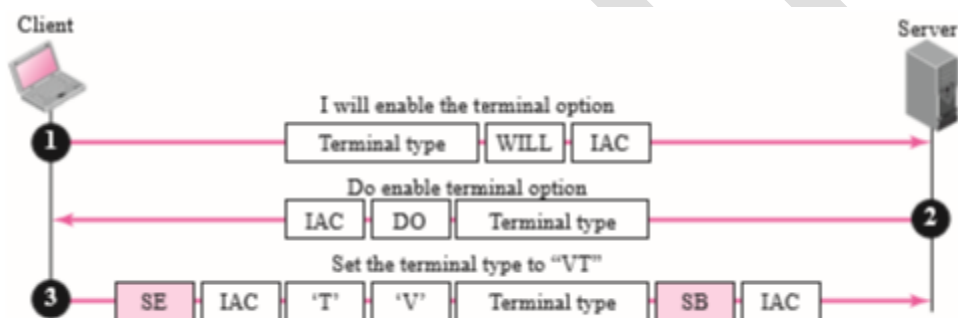 Client
Server
I will enable the terminal option
1
Terminal type WILL IAC
Do enable terminal option
IAC DO Terminal type
2
Set the terminal type to “VT”
3
SE IAC ‘T’ ‘V’ Terminal type SB IAC